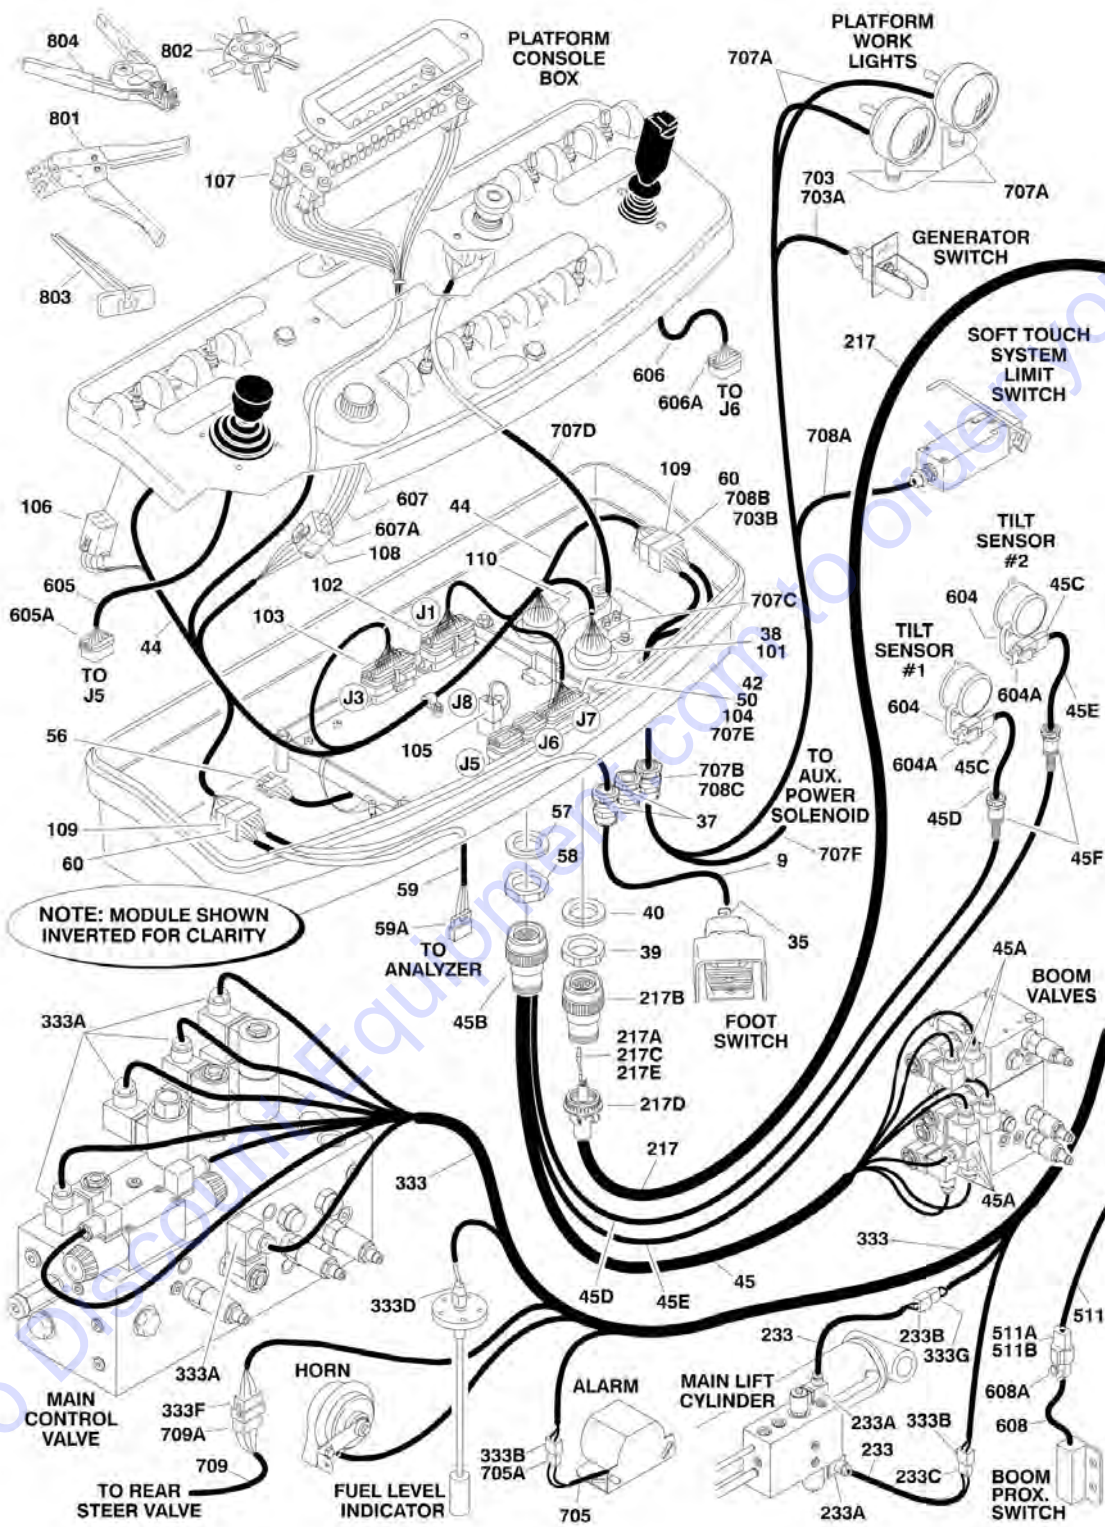 804
802
PLATFORM
CONSOLE
BOX
PLATFORM
WORK
LIGHTS
707A
801
107
703
703A
707A
GENERATOR
SWITCH
803
217
SOFT TOUCH
SYSTEM
LIMIT
SWITCH
606
606A
TO
J6
707D
708A
106
607
607A
108
44
109
60
708B
703B
TILT
SENSOR
#2
605
605A
TO
J5
44
102
103
J1
110
707C
38
101
604
45C
TILT
SENSOR
#1
J3
J8
J7
J6
J5
105
42
50
104
707E
604
604A
45C
604A
45E
56
707B
708C
TO
AUX.
POWER
SOLENOID
57
37
45D
45F
109
60
58
9
707F
59
NOTE: MODULE SHOWN
INVERTED FOR CLARITY
59A
TO
ANALYZER
40
39
35
333A
45B
217B
FOOT
SWITCH
45A
BOOM
VALVES
217A
217C
217E
217D
333
217
45A
333
333D
45D
45E
45
511
333A
233
233B
333G
511A
511B
HORN
ALARM
MAIN LIFT
CYLINDER
608A
MAIN
CONTROL
VALVE
333F
709A
233A
333B
608
333B
705A
233
709
233C
TO REAR
STEER VALVE
FUEL LEVEL
INDICATOR
705
233A
BOOM
PROX.
SWITCH
to Discount-Equipment.com to order yo